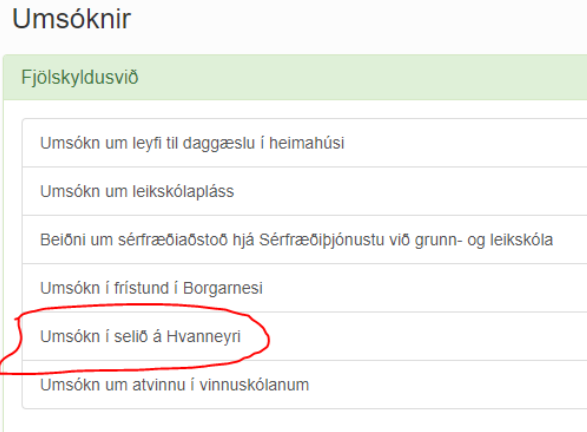 Umsóknir
Fjölskyldusvið
Umsókn um leyfi til daggæslu í heimahúsi
Umsókn um leikskólapláss
Beiðni um sérfræðiaðstoð hjá Sérfræðiþjónustu við grunn- og leikskóla
Umsókn í frístund í Borgarnesi
Umsókn í selið á Hvanneyri
Umsókn um atvinnu í vinnuskólanum